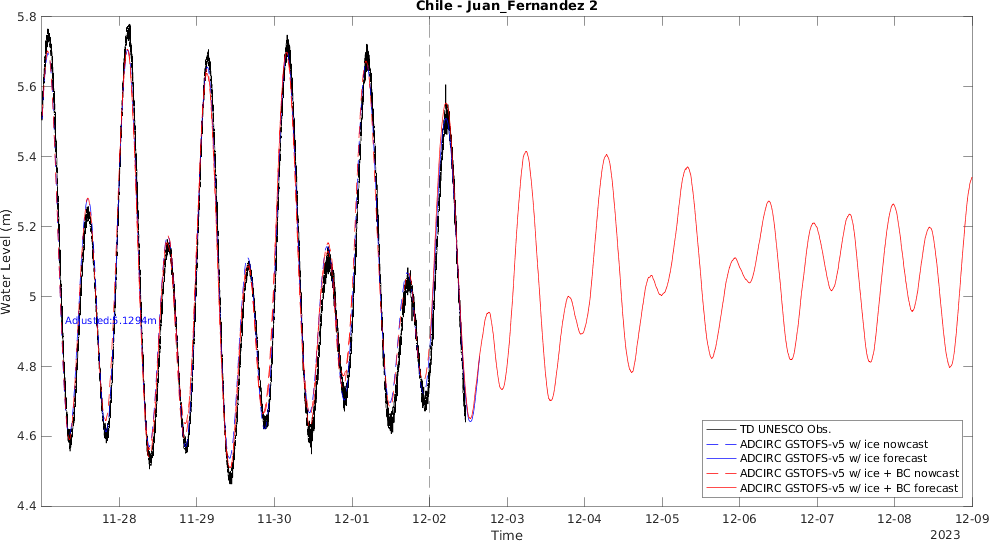 Chile - Juan_Fernandez 2
5.8
5.6
5.4
5.2
5
4.8
4.6
4.4
Water Level (m)
Adjusted:5.1294m
TD UNESCO Obs.
ADCIRC GSTOFS-v5 w/ ice nowcast
ADCIRC GSTOFS-v5 w/ ice forecast
ADCIRC GSTOFS-v5 w/ ice + BC nowcast
ADCIRC GSTOFS-v5 w/ ice + BC forecast
11-28 11-29 11-30 12-01 12-02 12-03 12-04 12-05 12-06 12-07 12-08 12-09
Time
2023